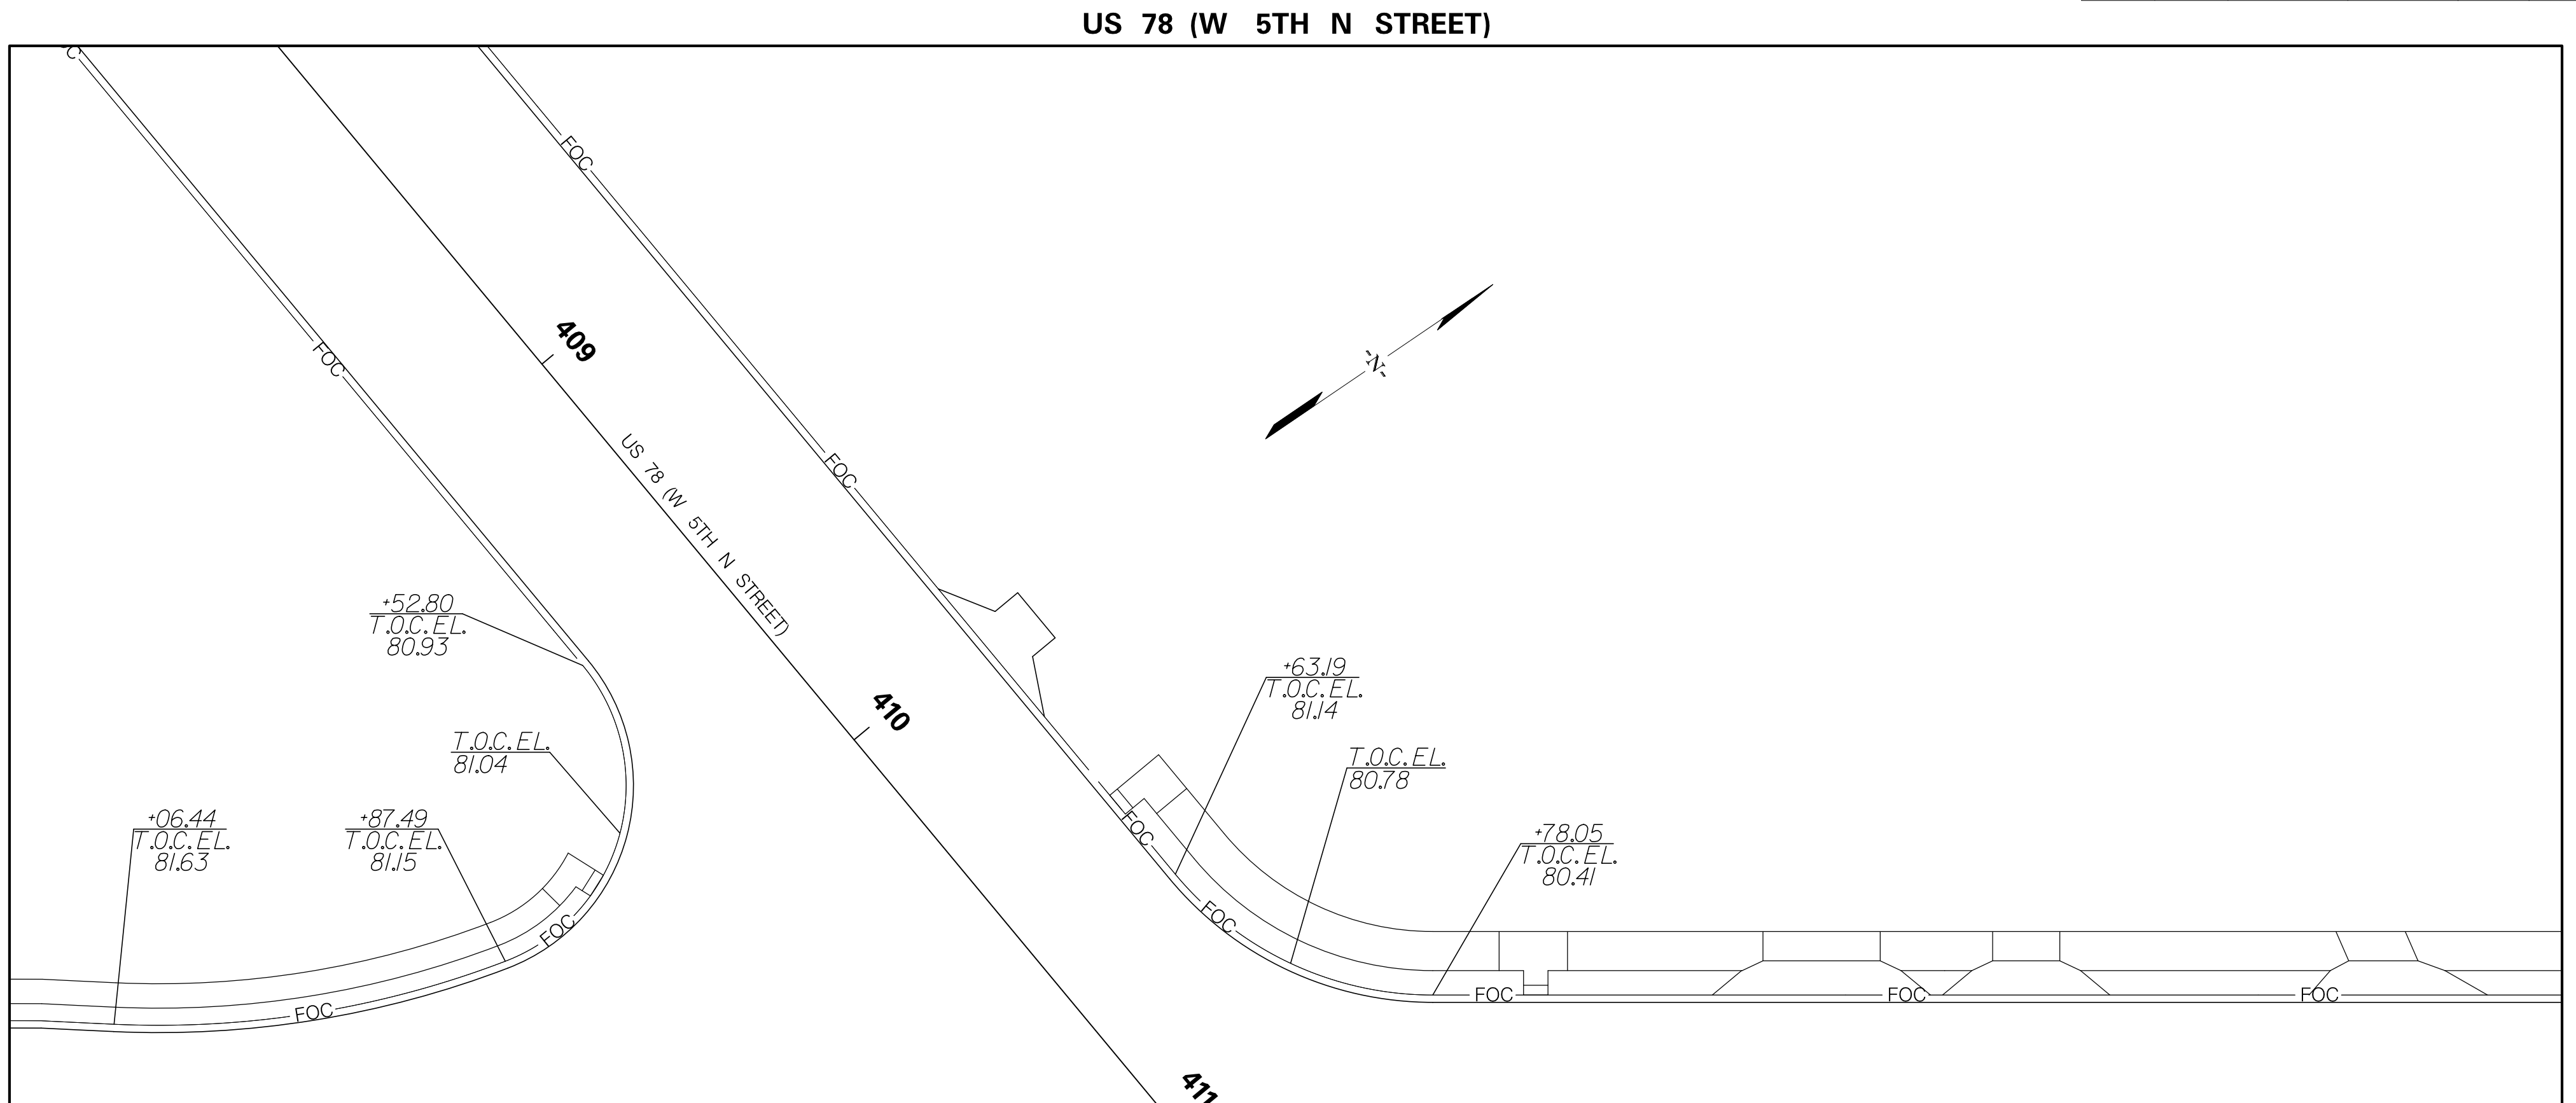 US 78 (W 5TH N STREET)
C
FOC
FOC
409
-N-
US 78 (W 5TH N STREET)
FOC
+52.80
T.O.C. EL.
80.93
410
+63.19
T.O.C. EL.
81.14
T.O.C. EL.
81.04
T.O.C. EL.
80.78
+06.44
T.O.C. EL.
81.63
+87.49
T.O.C. EL.
81.15
FOC
+78.05
T.O.C. EL.
80.41
FOC
FOC
FOC
FOC
FOC
FOC
411